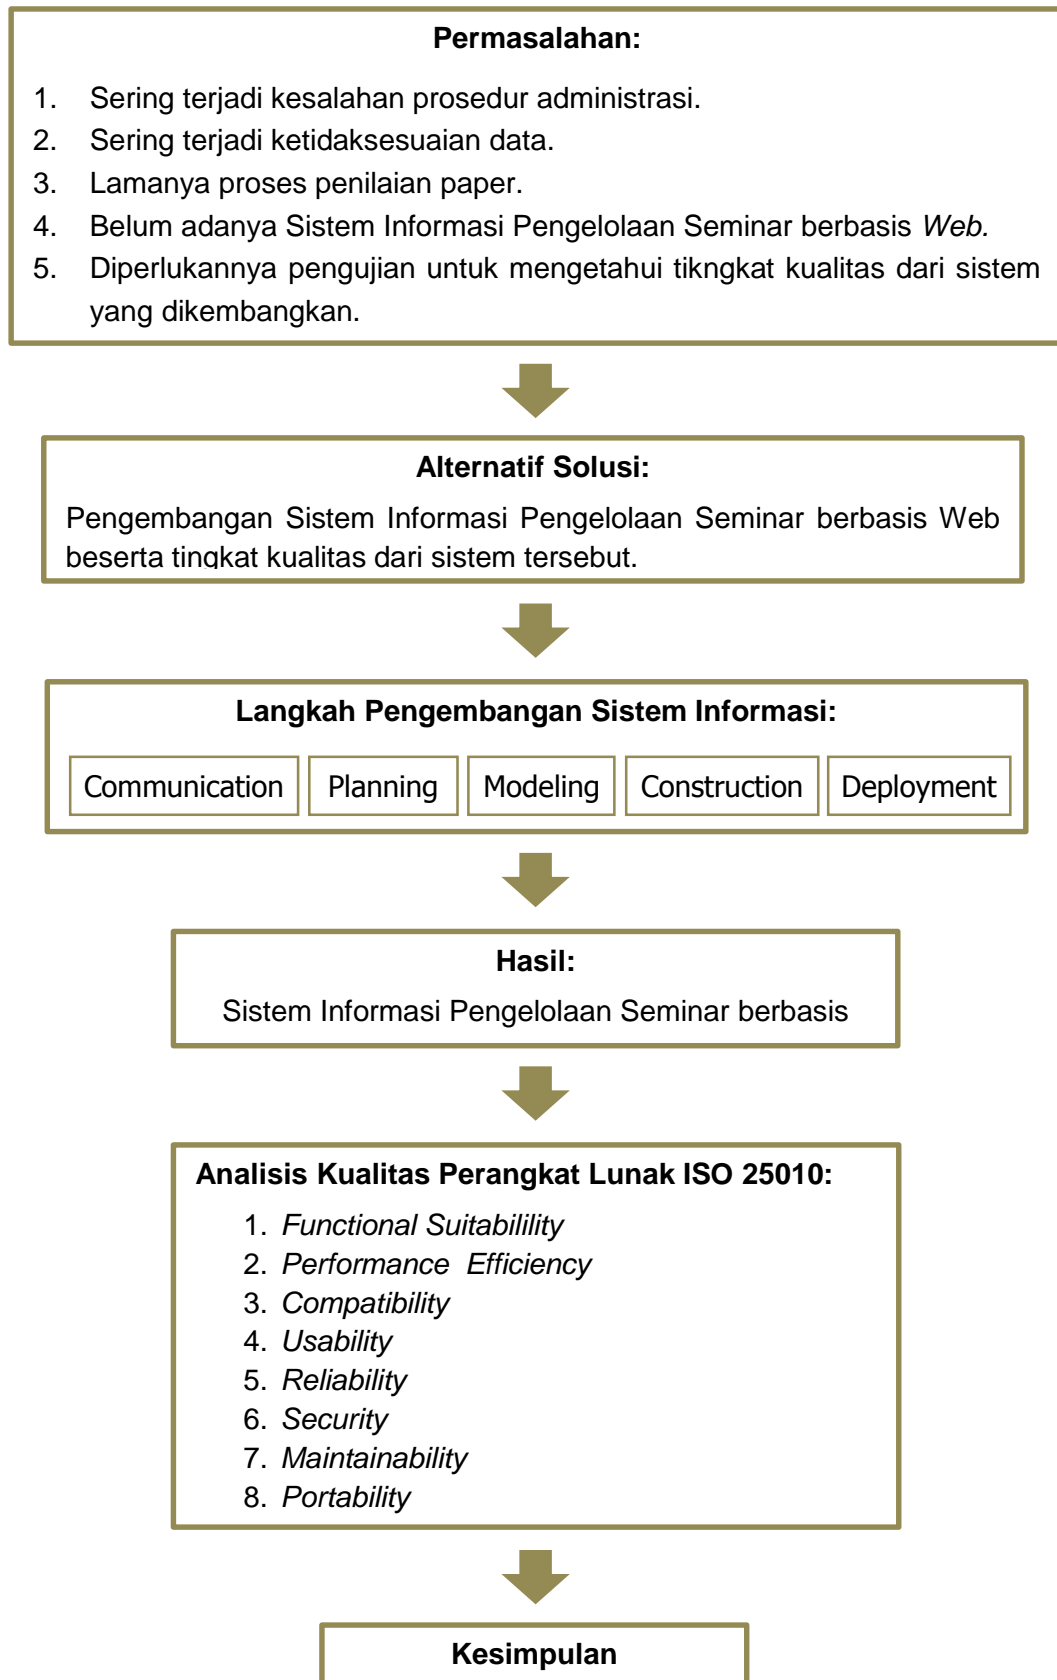 Permasalahan:
1. Sering terjadi kesalahan prosedur administrasi.
2. Sering terjadi ketidaksesuaian data.
3. Lamanya proses penilaian paper.
4. Belum adanya Sistem Informasi Pengelolaan Seminar berbasis Web.
5. Diperlukannya pengujian untuk mengetahui tikngkat kualitas dari sistem
yang dikembangkan.
Alternatif Solusi:
Pengembangan Sistem Informasi Pengelolaan Seminar berbasis Web
beserta tingkat kualitas dari sistem tersebut.
Langkah Pengembangan Sistem Informasi:
Communication Planning Modeling Construction Deployment
Hasil:
Sistem Informasi Pengelolaan Seminar berbasis
Analisis Kualitas Perangkat Lunak ISO 25010:
1. Functional Suitabilility
2. Performance Efficiency
3. Compatibility
4. Usability
5. Reliability
6. Security
7. Maintainability
8. Portability
Kesimpulan